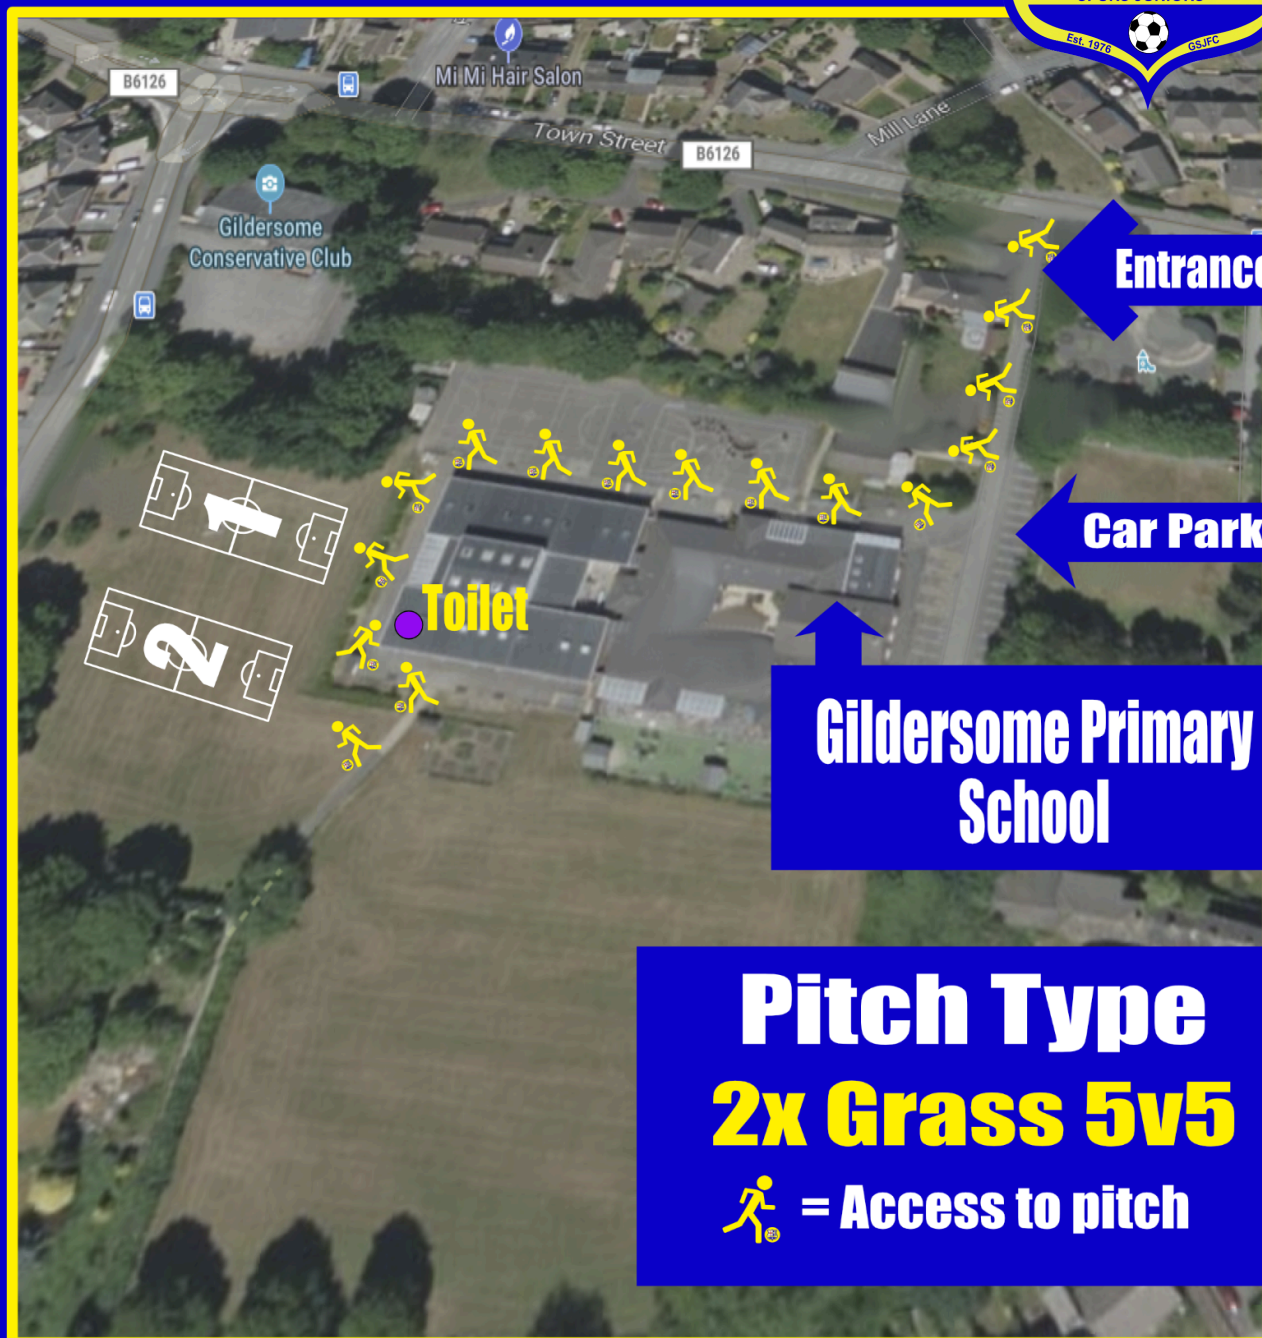 Est. 1976
GSJFC
B6126
Mi Mi Hair Salon
Town Street
B6126
Mill Lane
Gildersome
Conservative Club
Entrance
1
Car Park
2
Toilet
Gildersome Primary
School
Pitch Type
2x Grass 5v5
= Access to pitch